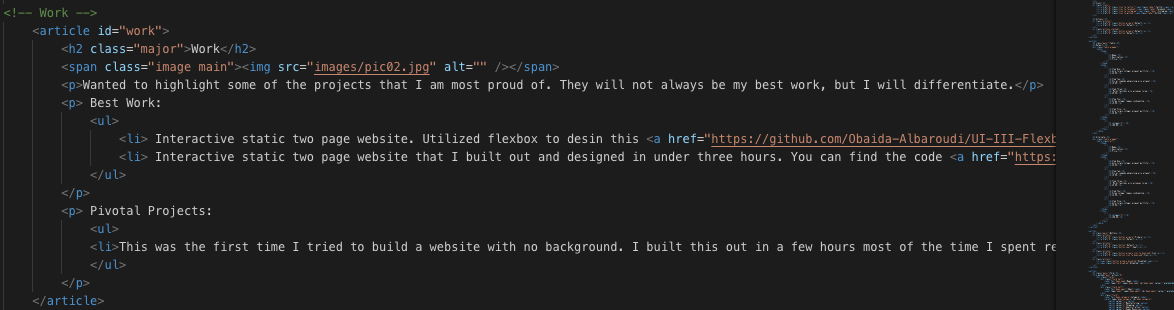 <!-- Work -->
<article id="work">
<h2 class="major">Work</h2>
<span class="image main"><img src="images/pic02.jpg" alt="" /></span>
<p>Wanted to highlight some of the projects that I am most proud of. They will not always be my best work, but I will differentiate.</p>
<p> Best Work:
<ul>
<li> Interactive static two page website. Utilized flexbox to desin this <a href="https://github.com/Obaida-Albaroudi/UI-III-Flexb
<li> Interactive static two page website that I built out and designed in under three hours. You can find the code <a href="https:
</ul>
</p>
<p> Pivotal Projects:
<ul>
<li>This was the first time I tried to build a website with no background. I built this out in a few hours most of the time I spent re
</ul>
</p>
</article>